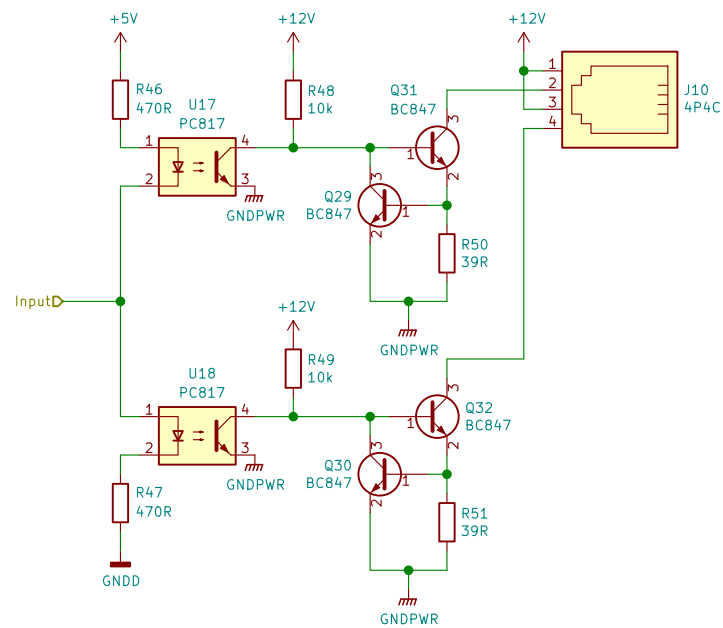 +5V
+12V
+12V
R46
470R
U17
PC817
1
2
4
3
GNDPWR
R48
10k
Q31
BC847
1
3
2
Q29
BC847
3
1
2
R50
39R
GNDPWR
1
2
3
4
J10
4P4C
Input
+12V
R49
10k
U18
PC817
1
2
4
3
GNDPWR
Q32
BC847
1
3
2
Q30
BC847
3
1
2
R47
470R
R51
39R
GNDD
GNDPWR